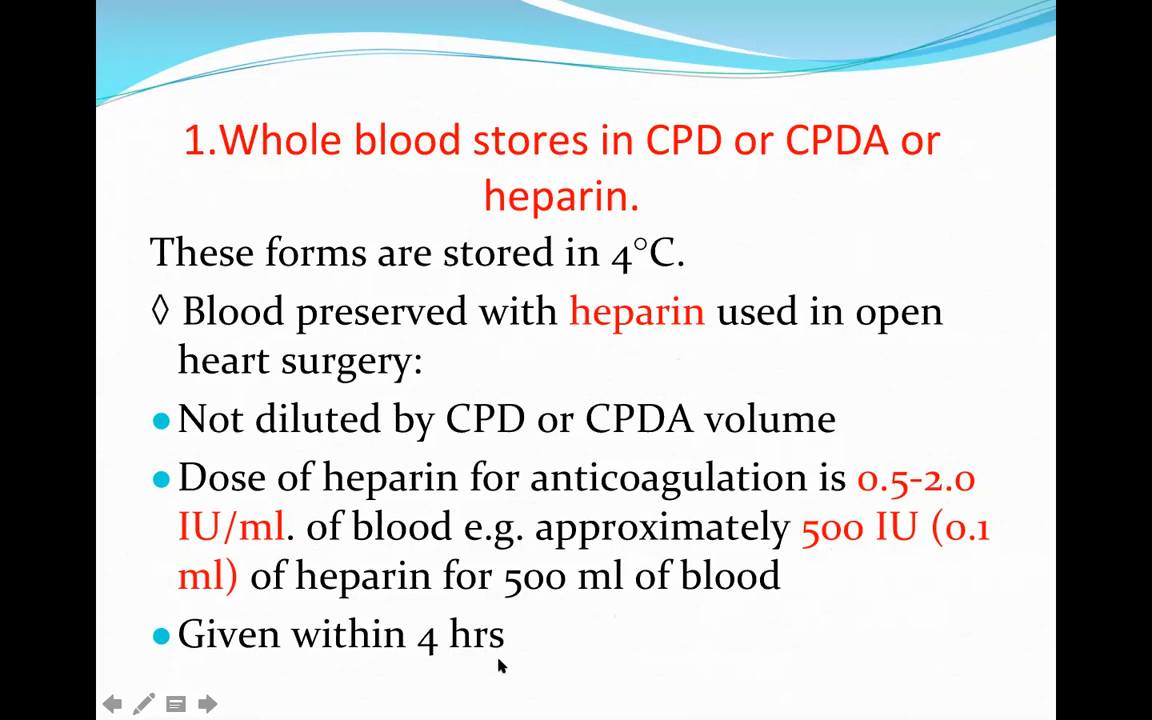 1.Whole blood stores in CPD or CPDA or
heparin.
These forms are stored in 4°C.
◊ Blood preserved with heparin used in open
heart surgery:
●Not diluted by CPD or CPDA volume
●Dose of heparin for anticoagulation is 0.5-2.0
IU/ml. of blood e.g. approximately 500 IU (0.1
ml) of heparin for 500 ml of blood
●Given within 4 hrs